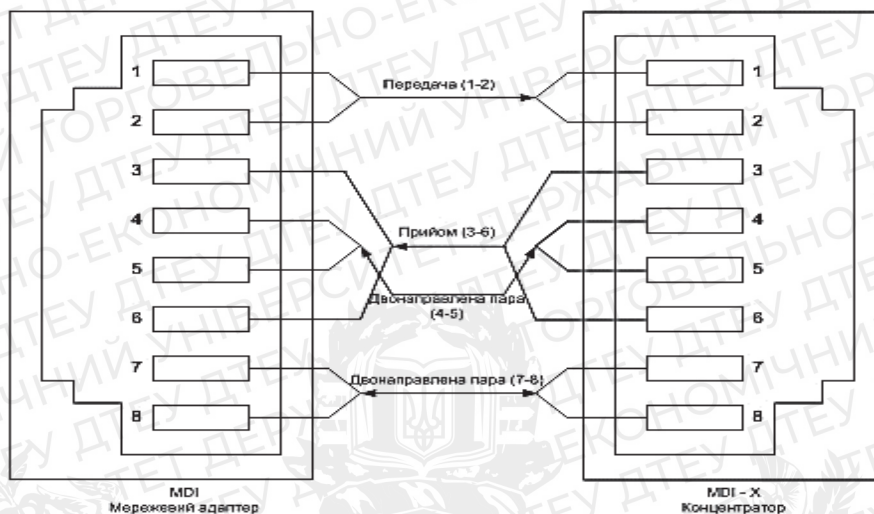 1
2
3
4
5
6
7
8
Передача (1-2)
Прийом (3-6)
Двонаправлена пара
(4-5)
Двонаправлена пара (7-8)
1
2
3
4
5
6
7
8
MDI
Мережевий адаптер
MDI - X
Концентратор